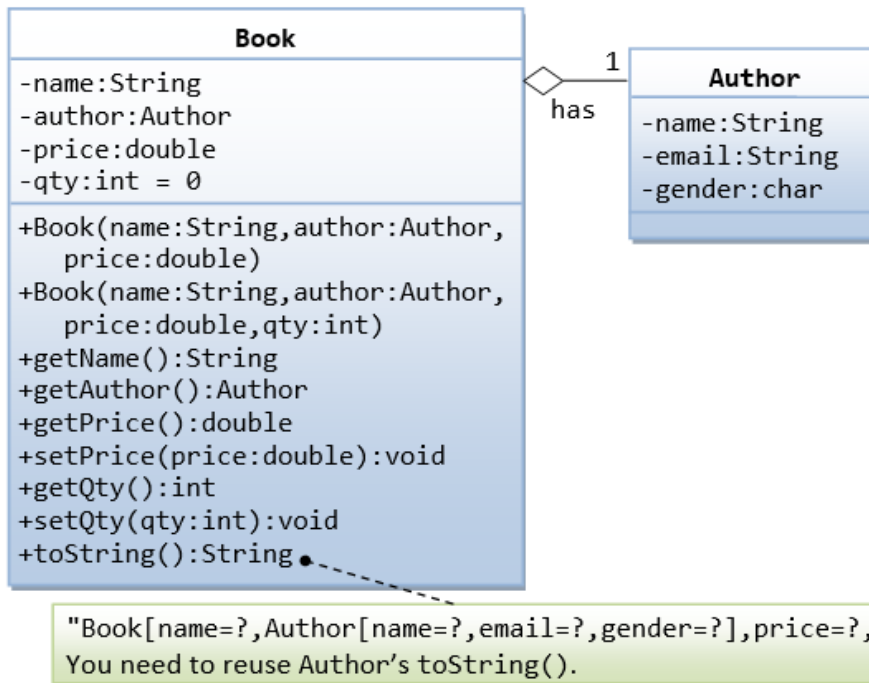 Book
-name:String
-author:Author
-price:double
-qty:int = 0
+Book(name:String,author:Author,
price:double)
+Book(name:String,author:Author,
price:double,qty:int)
+getName():String
+getAuthor():Author
+getPrice():double
+setPrice(price:double):void
+getQty():int
+setQty(qty:int):void
+toString():String
1
has
Author
-name:String
-email:String
-gender:char
"Book[name=?,Author[name=?,email=?,gender=?],price=?,
You need to reuse Author's toString().